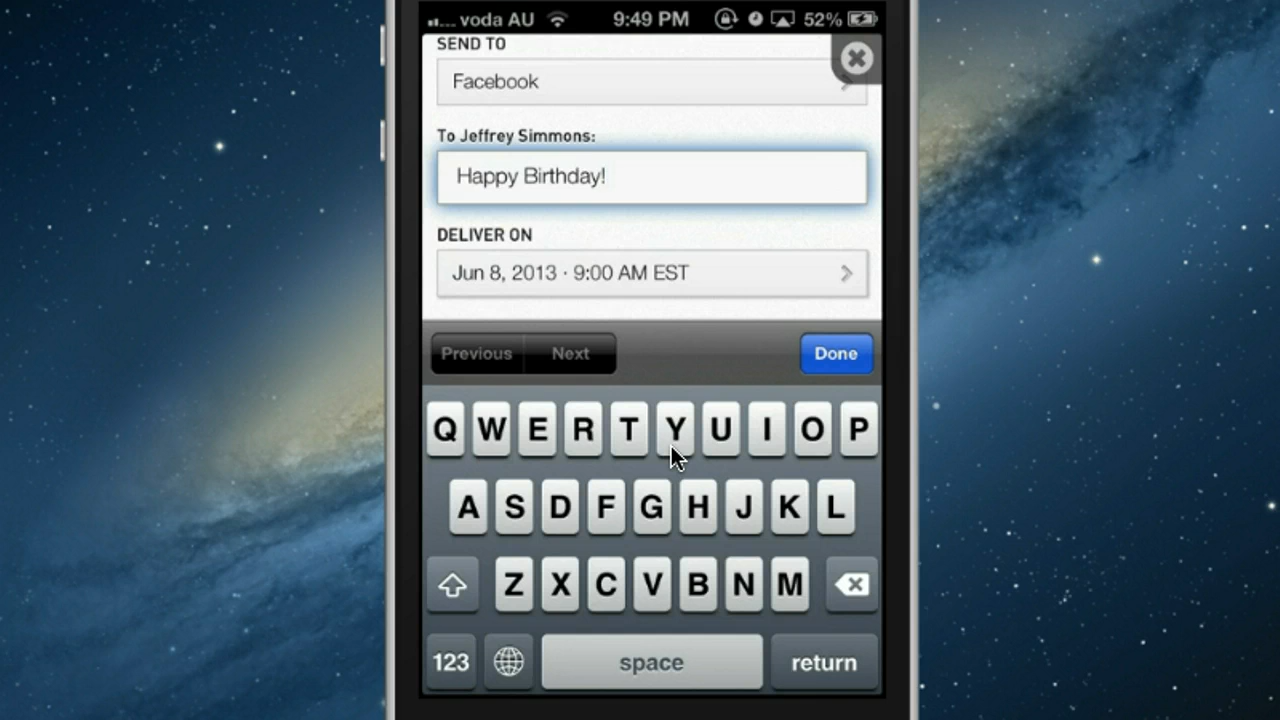 voda AU 9:49 PM 52%
SEND TO
Facebook
To Jeffrey Simmons:
Happy Birthday!
DELIVER ON
Jun 8, 2013 · 9:00 AM EST
Previous Next Done
Q W E R T Y U I O P
A S D F G H J K L
Z X C V B N M
123 space return